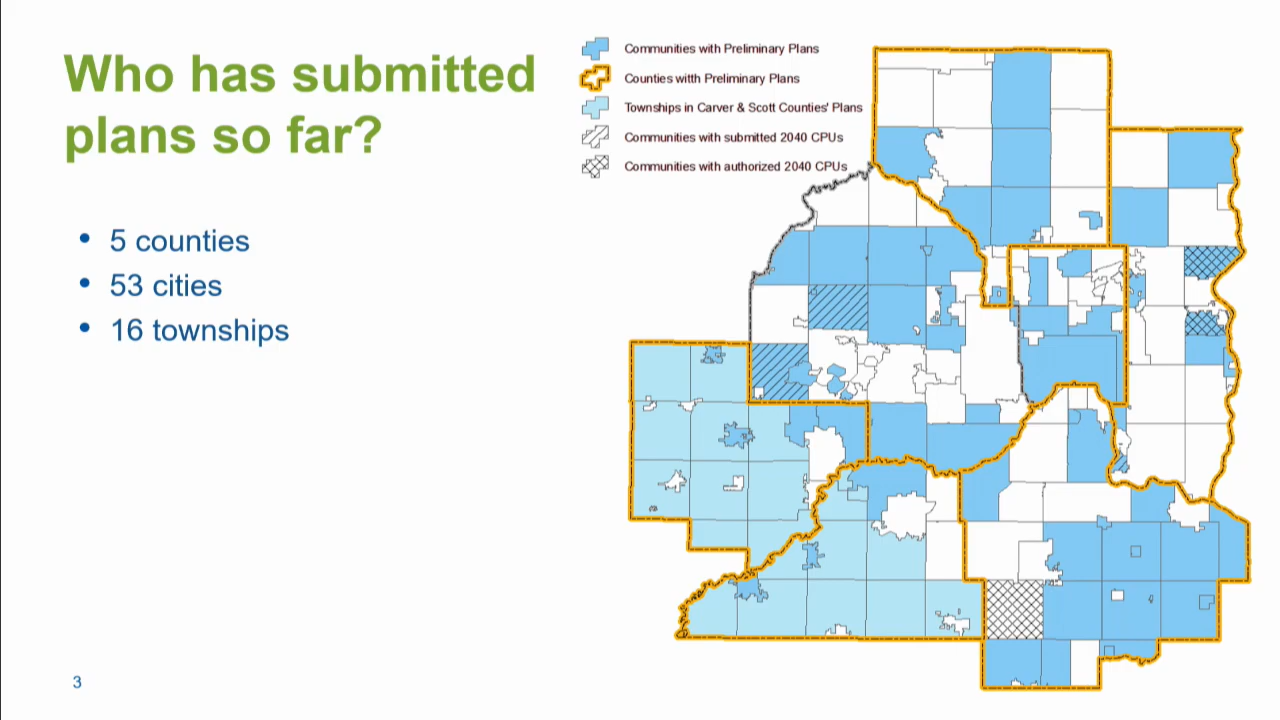 Who has submitted
plans so far?
• 5 counties
• 53 cities
• 16 townships
Communities with Preliminary Plans
Counties witth Preliminary Plans
Townships in Carver & Scott Counties' Plans
Communities with submitted 2040 CPUs
Communities with authorized 2040 CPUs
3